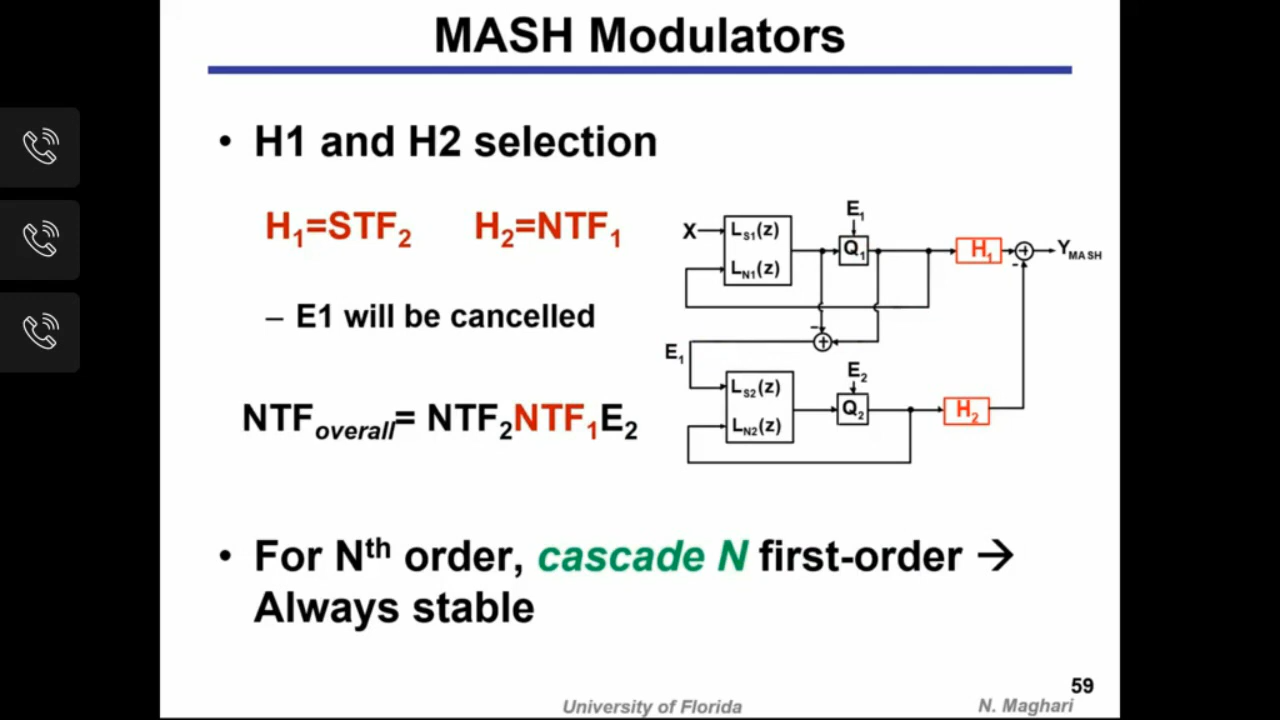 MASH Modulators
• H1 and H2 selection
H₁=STF₂ H₂=NTF₁
– E1 will be cancelled
NTFoverall= NTF₂NTF₁E₂
X
LS1(z)
LN1(z)
E₁
Q₁
H₁
+
-
YMASH
-
+
E₁
LS2(z)
LN2(z)
E₂
Q₂
H₂
• For Nth order, cascade N first-order →
Always stable
59
University of Florida
N. Maghari